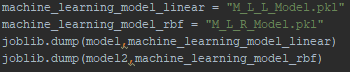 machine_learning_model_linear = "M_L_L_Model.pkl"
machine_learning_model_rbf = "M_L_R_Model.pkl"
joblib.dump(model,machine_learning_model_linear)
joblib.dump(model2,machine_learning_model_rbf)